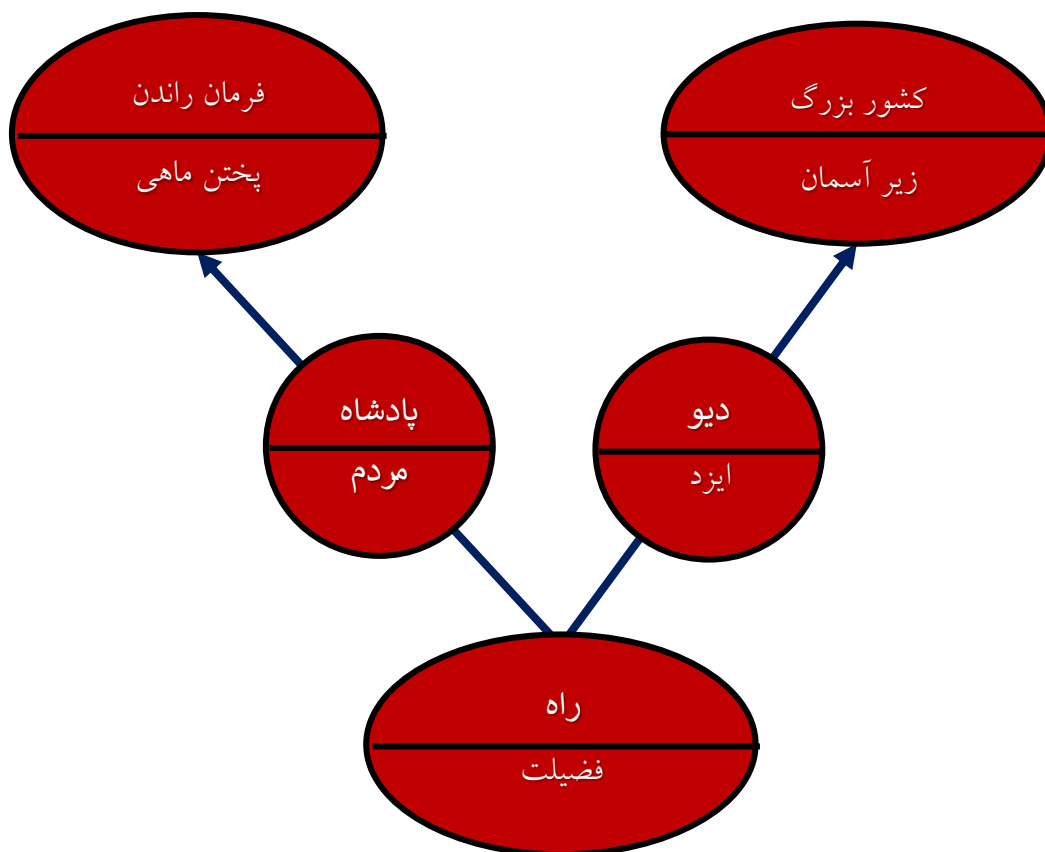 کشور بزرگ
زیر آسمان
فرمان راندن
پختن ماهی
دیو
ایزد
پادشاه
مردم
راه
فضیلت